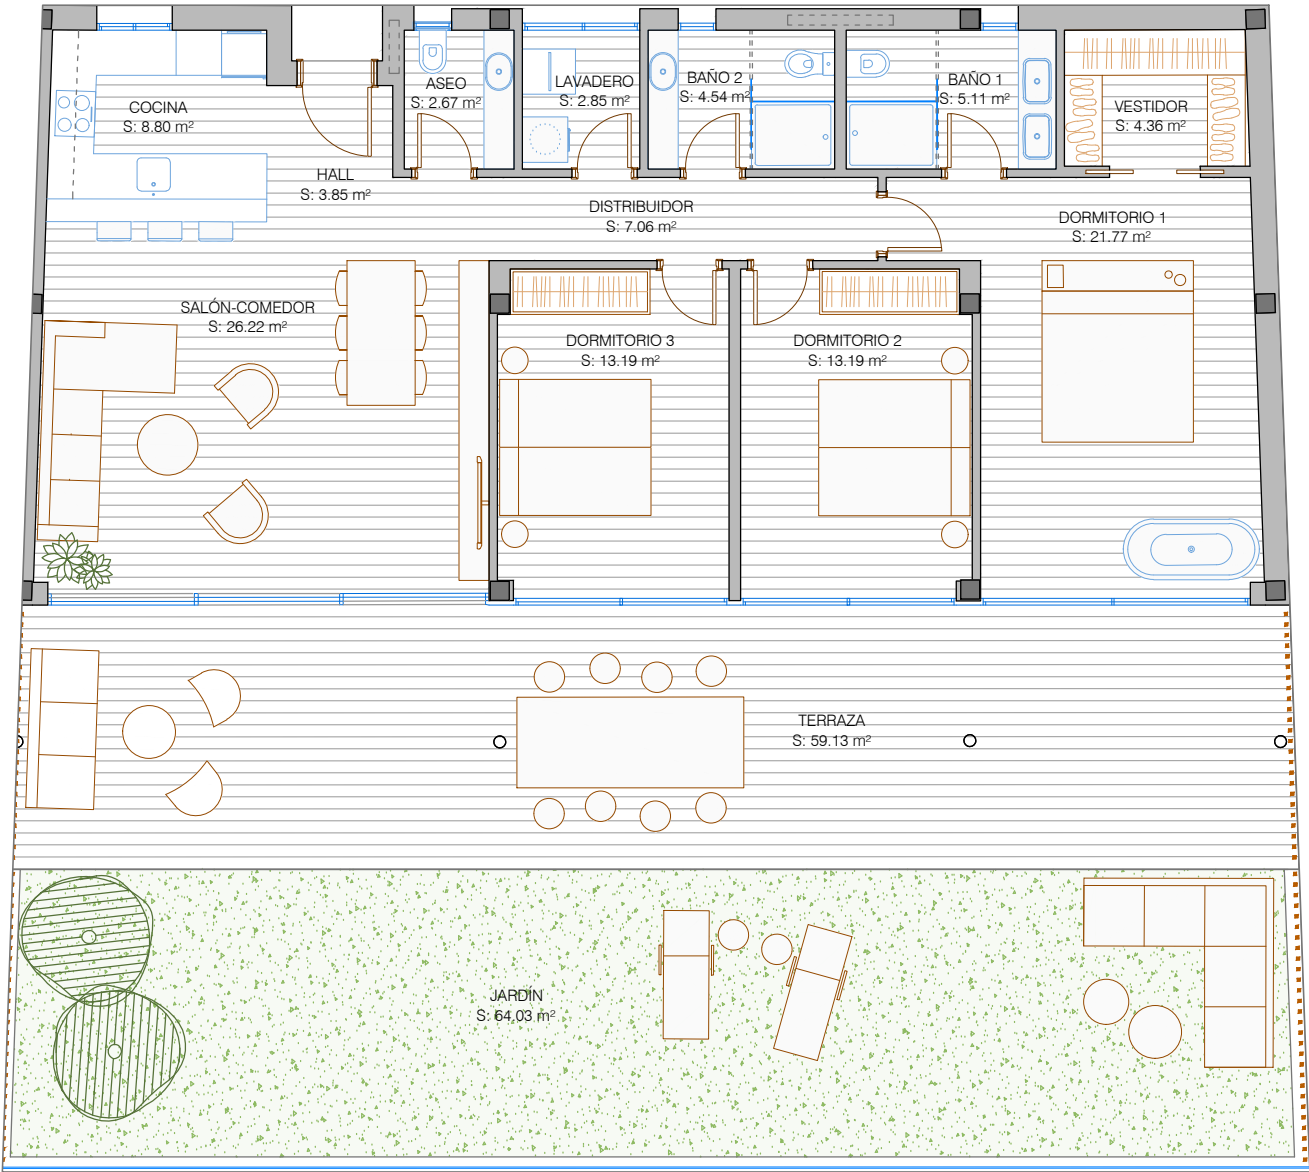 COCINA
S: 8.80 m²
HALL
S: 3.85 m²
ASEO
S: 2.67 m²
LAVADERO
S: 2.85 m²
BAÑO 2
S: 4.54 m²
BAÑO 1
S: 5.11 m²
VESTIDOR
S: 4.36 m²
DISTRIBUIDOR
S: 7.06 m²
DORMITORIO 1
S: 21.77 m²
SALÓN-COMEDOR
S: 26.22 m²
DORMITORIO 3
S: 13.19 m²
DORMITORIO 2
S: 13.19 m²
TERRAZA
S: 59.13 m²
JARDÍN
S: 64.03 m²